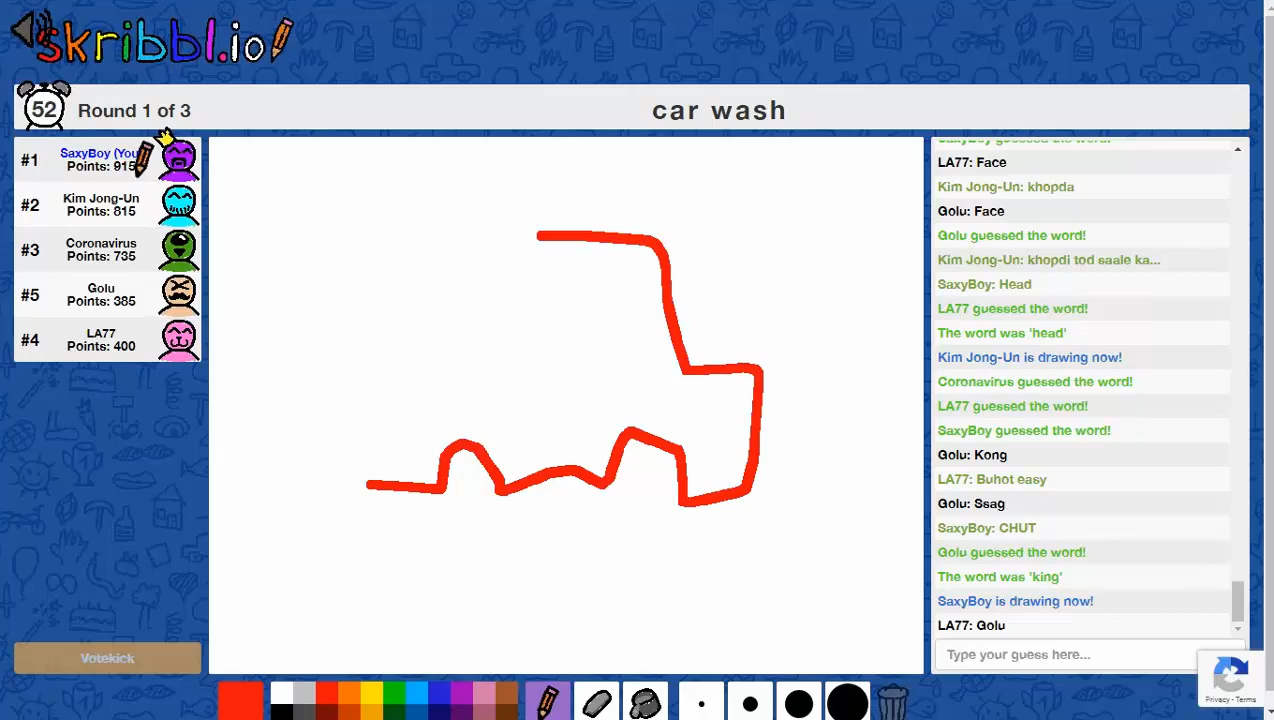 skribbl.io
52
Round 1 of 3
car wash
#1
SaxyBoy (You
Points: 915
#2
Kim Jong-Un
Points: 815
#3
Coronavirus
Points: 735
#5
Golu
Points: 385
#4
LA77
Points: 400
Votekick
SaxyBoy guessed the word!
LA77: Face
Kim Jong-Un: khopda
Golu: Face
Golu guessed the word!
Kim Jong-Un: khopdi tod saale ka...
SaxyBoy: Head
LA77 guessed the word!
The word was 'head'
Kim Jong-Un is drawing now!
Coronavirus guessed the word!
LA77 guessed the word!
SaxyBoy guessed the word!
Golu: Kong
LA77: Buhot easy
Golu: Ssag
SaxyBoy: CHUT
Golu guessed the word!
The word was 'king'
SaxyBoy is drawing now!
LA77: Golu
Type your guess here...
Privacy - Terms